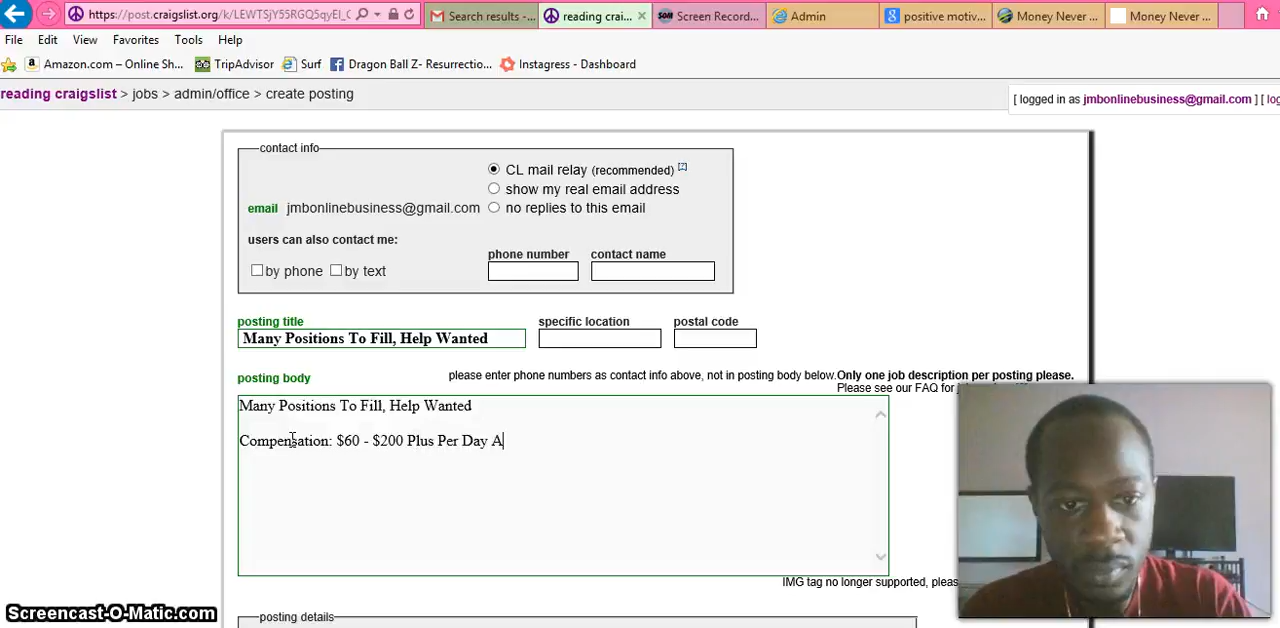 https://post.craigslist.org/k/LEWTSjY55RGQ5qyEl_C
Search results -...
reading crai...
Screen Record...
Admin
positive motiv...
Money Never ...
Money Never ...
File Edit View Favorites Tools Help
Amazon.com – Online Sh... TripAdvisor Surf Dragon Ball Z- Resurrectio... Instagress - Dashboard
reading craigslist > jobs > admin/office > create posting
[ logged in as jmbonlinebusiness@gmail.com ] [ log
contact info
CL mail relay (recommended) [?]
show my real email address
email jmbonlinebusiness@gmail.com no replies to this email
users can also contact me:
phone number contact name
by phone by text
posting title specific location postal code
Many Positions To Fill, Help Wanted
please enter phone numbers as contact info above, not in posting body below. Only one job description per posting please.
posting body
Please see our FAQ for
Many Positions To Fill, Help Wanted
Compensation: $60 - $200 Plus Per Day A
IMG tag no longer supported, pleas
Screencast-O-Matic.com
posting details